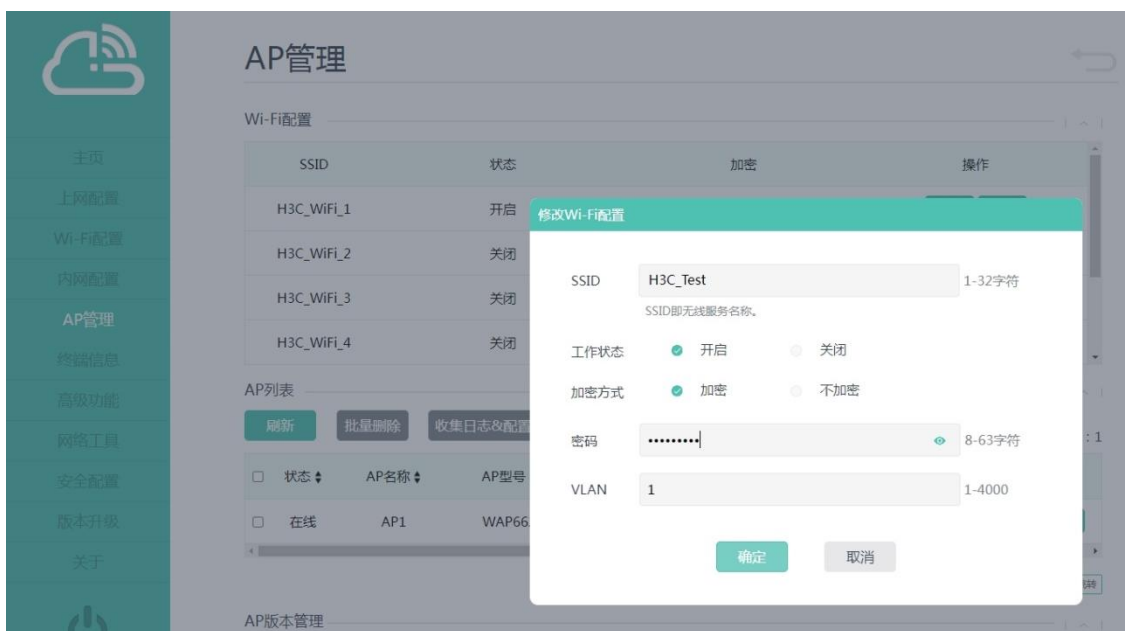 AP管理
Wi-Fi配置
SSID 状态 加密 操作
H3C_WiFi_1 开启
H3C_WiFi_2 关闭
H3C_WiFi_3 关闭
H3C_WiFi_4 关闭
AP列表
刷新 批量删除 收集日志&配置
: 1
状态 AP名称 AP型号
在线 AP1 WAP66
AP版本管理
主页
上网配置
Wi-Fi配置
内网配置
AP管理
终端信息
高级功能
网络工具
安全配置
版本升级
关于
修改Wi-Fi配置
SSID H3C_Test 1-32字符
SSID即无线服务名称。
工作状态 开启 关闭
加密方式 加密 不加密
密码 ••••••••• 8-63字符
VLAN 1 1-4000
确定 取消